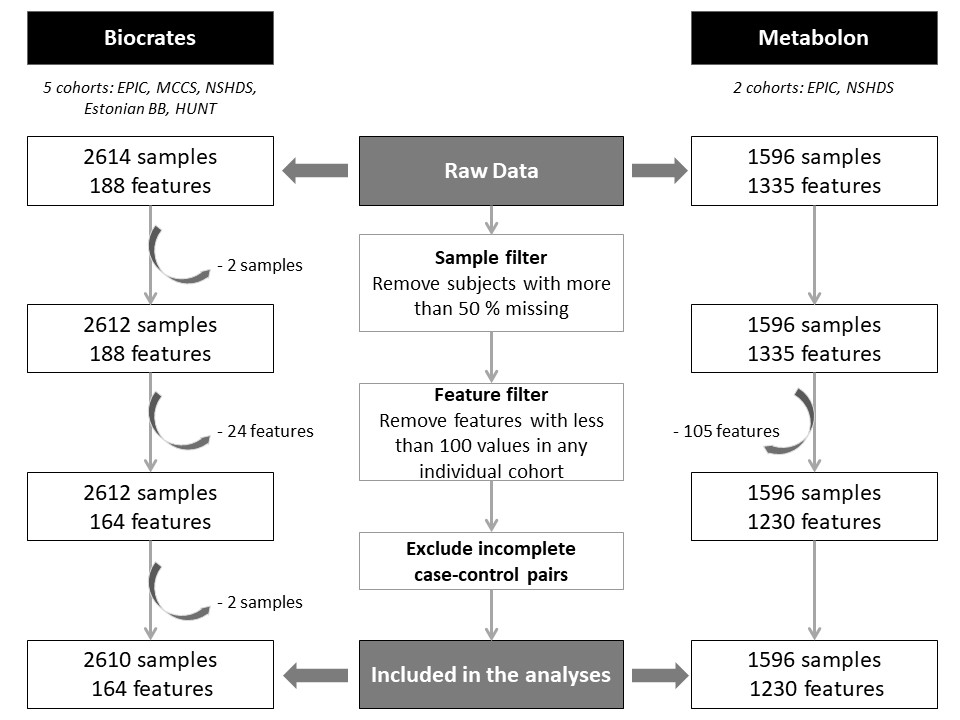 Biocrates
Metabolon
5 cohorts: EPIC, MCCS, NSHDS,
Estonian BB, HUNT
2 cohorts: EPIC, NSHDS
2614 samples
188 features
Raw Data
1596 samples
1335 features
- 2 samples
Sample filter
Remove subjects with more
than 50 % missing
2612 samples
188 features
1596 samples
1335 features
- 24 features
Feature filter
Remove features with less
than 100 values in any
individual cohort
- 105 features
2612 samples
164 features
1596 samples
1230 features
Exclude incomplete
case-control pairs
- 2 samples
2610 samples
164 features
Included in the analyses
1596 samples
1230 features